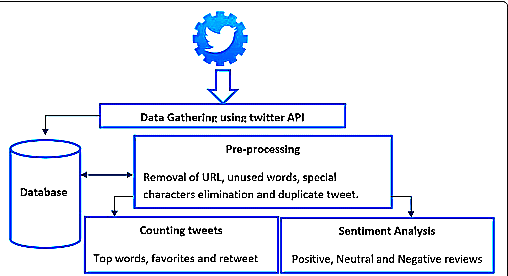 Data Gathering using twitter API
Pre-processing
Removal of URL, unused words, special
characters elimination and duplicate tweet.
Database
Counting tweets
Top words, favorites and retweet
Sentiment Analysis
Positive, Neutral and Negative reviews